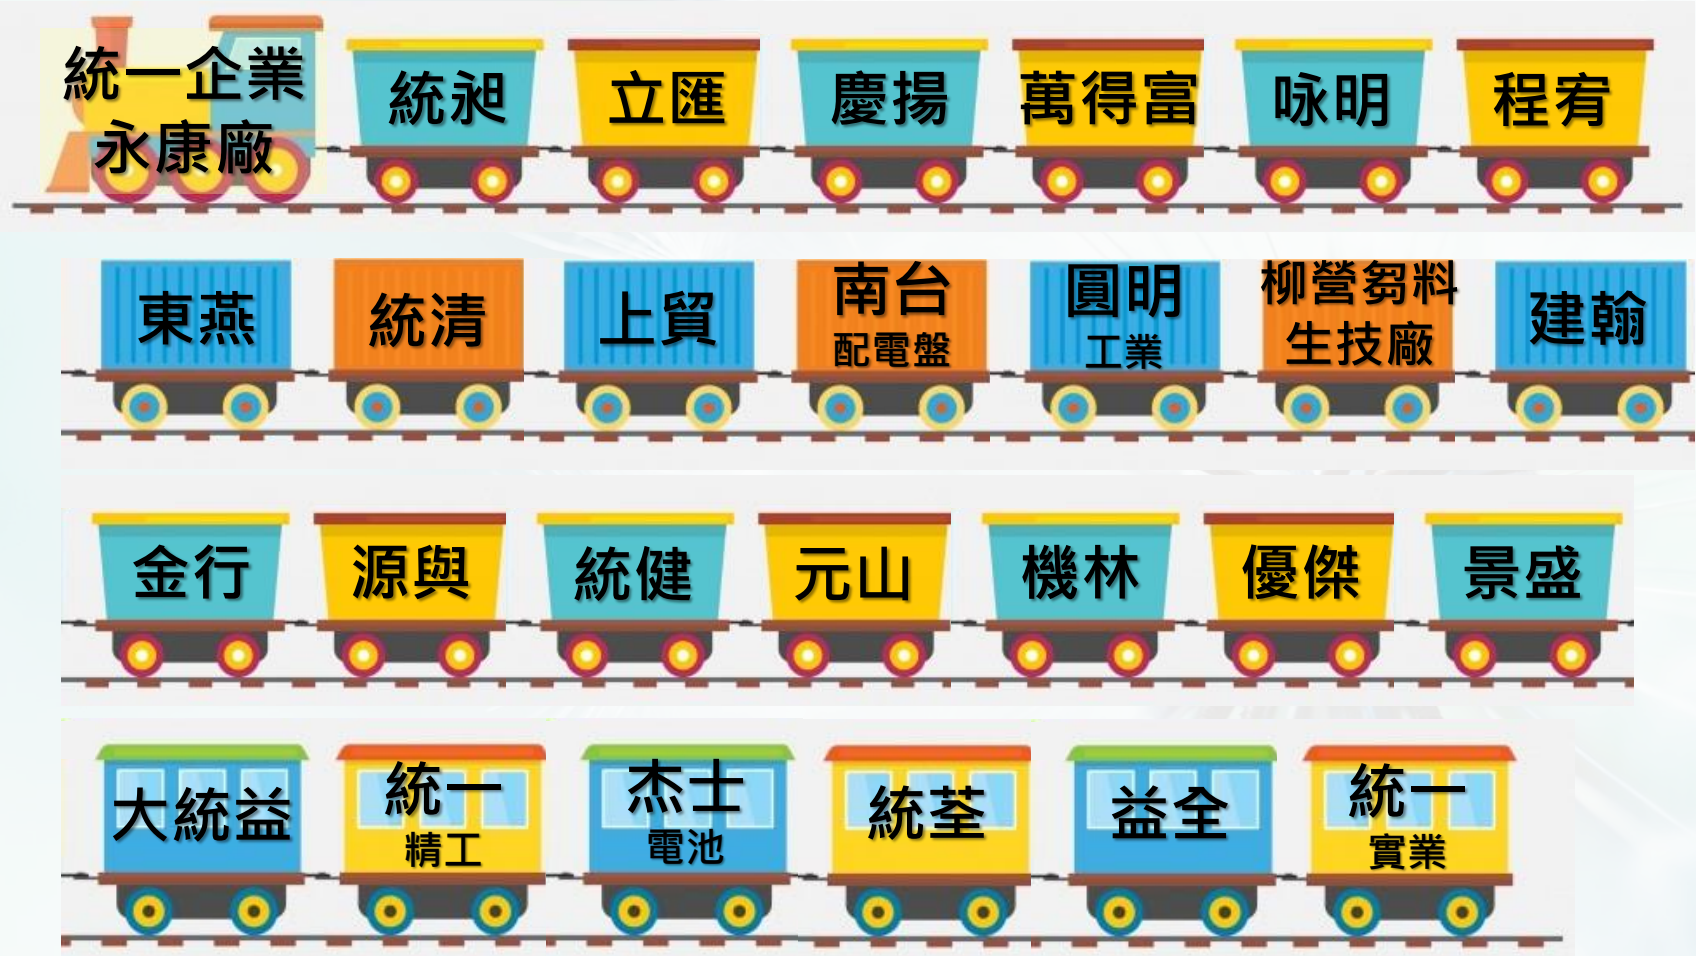 統一企業
永康廠
統昶
立匯
慶揚
萬得富
咏明
程宥
東燕
統清
上貿
南台
配電盤
圓明
工業
柳營芻料
生技廠
建翰
金行
源與
統健
元山
機林
優傑
景盛
大統益
統一
精工
杰士
電池
統荃
益全
統一
實業